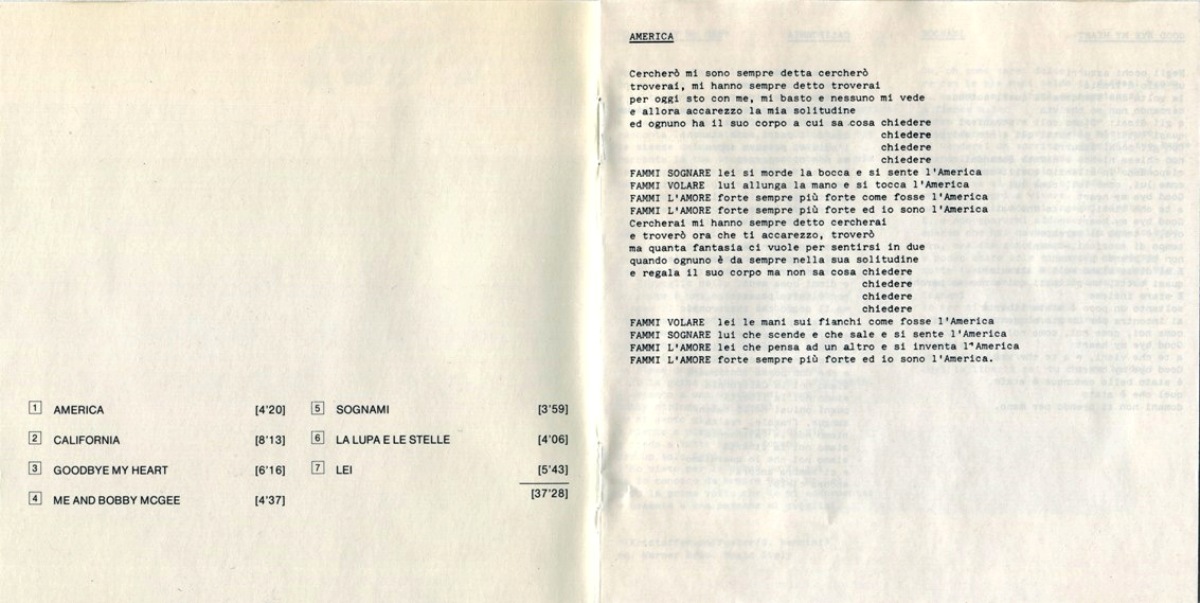 1 AMERICA [4'20]
2 CALIFORNIA [8'13]
3 GOODBYE MY HEART [6'16]
4 ME AND BOBBY MCGEE [4'37]
5 SOGNAMI [3'59]
6 LA LUPA E LE STELLE [4'06]
7 LEI [5'43]
[37'28]
AMERICA
Cercherò mi sono sempre detta cercherò
troverai, mi hanno sempre detto troverai
per oggi sto con me, mi basto e nessuno mi vede
e allora accarezzo la mia solitudine
ed ognuno ha il suo corpo a cui sa cosa chiedere
chiedere
chiedere
chiedere
FAMMI SOGNARE lei si morde la bocca e si sente l'America
FAMMI VOLARE lui allunga la mano e si tocca l'America
FAMMI L'AMORE forte sempre più forte come fosse l'America
FAMMI L'AMORE forte sempre più forte ed io sono l'America
Cercherai mi hanno sempre detto cercherai
e troverò ora che ti accarezzo, troverò
ma quanta fantasia ci vuole per sentirsi in due
quando ognuno è da sempre nella sua solitudine
e regala il suo corpo ma non sa cosa chiedere
chiedere
chiedere
chiedere
FAMMI VOLARE lei le mani sui fianchi come fosse l'America
FAMMI SOGNARE lui che scende e che sale e si sente l'America
FAMMI L'AMORE lei che pensa ad un altro e si inventa l'America
FAMMI L'AMORE forte sempre più forte ed io sono l'America.